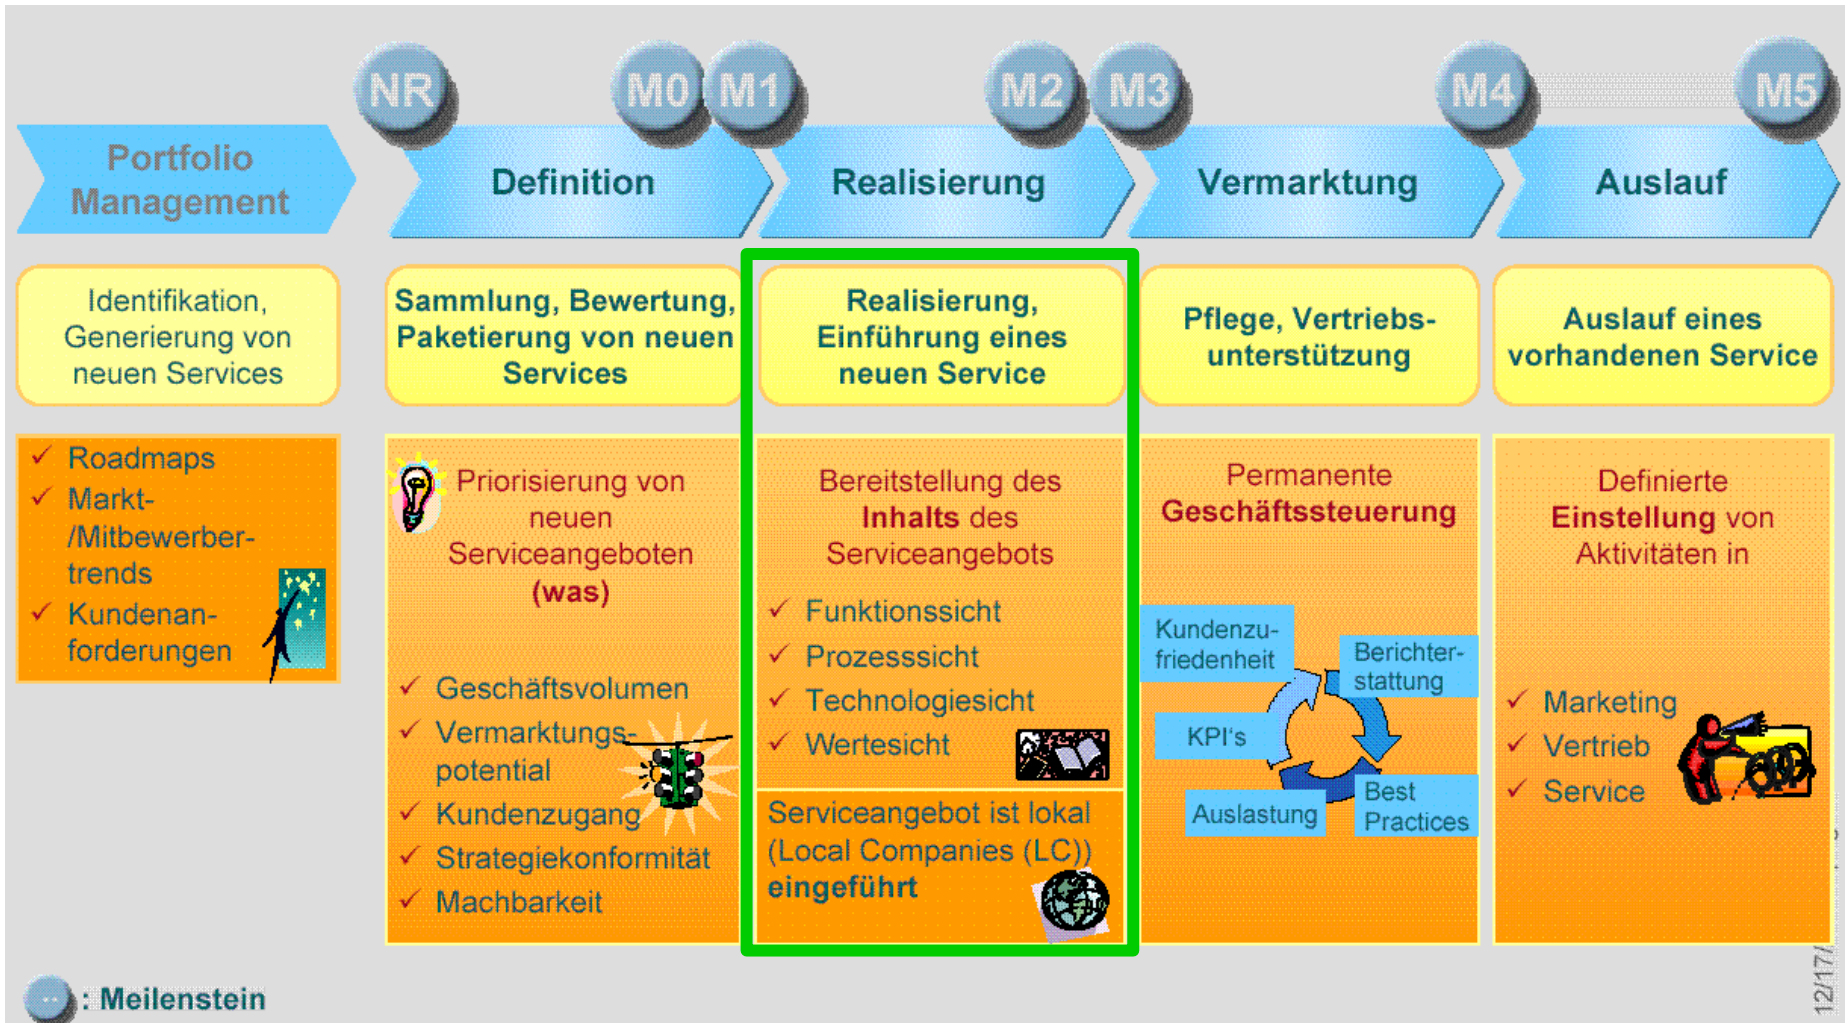 NR
M0
M1
M2
M3
M4
M5
Portfolio
Management
Definition
Realisierung
Vermarktung
Auslauf
Identifikation,
Generierung von
neuen Services
Sammlung, Bewertung,
Paketierung von neuen
Services
Realisierung,
Einführung eines
neuen Service
Pflege, Vertriebs-
unterstützung
Auslauf eines
vorhandenen Service
✓ Roadmaps
✓ Markt-
/Mitbewerber-
trends
✓ Kundenan-
forderungen
Priorisierung von
neuen
Serviceangeboten
(was)
✓ Geschäftsvolumen
✓ Vermarktungs-
potential
✓ Kundenzugang
✓ Strategiekonformität
✓ Machbarkeit
Bereitstellung des
Inhalts des
Serviceangebots
✓ Funktionssicht
✓ Prozesssicht
✓ Technologiesicht
✓ Wertesicht
Serviceangebot ist lokal
(Local Companies (LC))
eingeführt
Permanente
Geschäftssteuerung
Kundenzu-
friedenheit
Berichter-
stattung
KPI's
Auslastung
Best
Practices
Definierte
Einstellung von
Aktivitäten in
✓ Marketing
✓ Vertrieb
✓ Service
: Meilenstein
12/17/